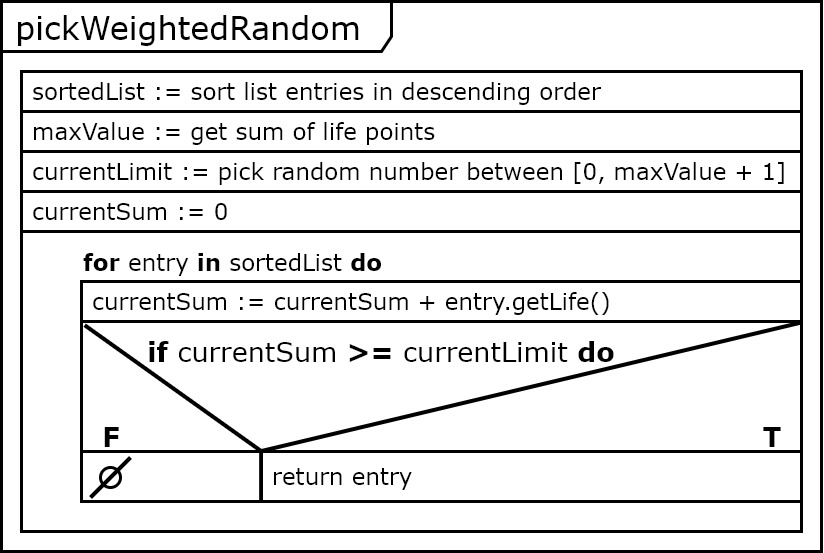 pickWeightedRandom
sortedList := sort list entries in descending order
maxValue := get sum of life points
currentLimit := pick random number between [0, maxValue + 1]
currentSum := 0
for entry in sortedList do
currentSum := currentSum + entry.getLife()
if currentSum >= currentLimit do
F T
return entry